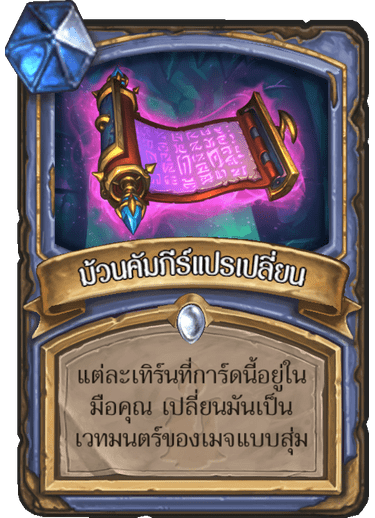 ม้วนคัมภีร์แปรเปลี่ยน
แต่ละเทิร์นที่การ์ดนี้อยู่ใน
มือคุณ เปลี่ยนมันเป็น
เวทมนตร์ของเมจแบบสุ่ม